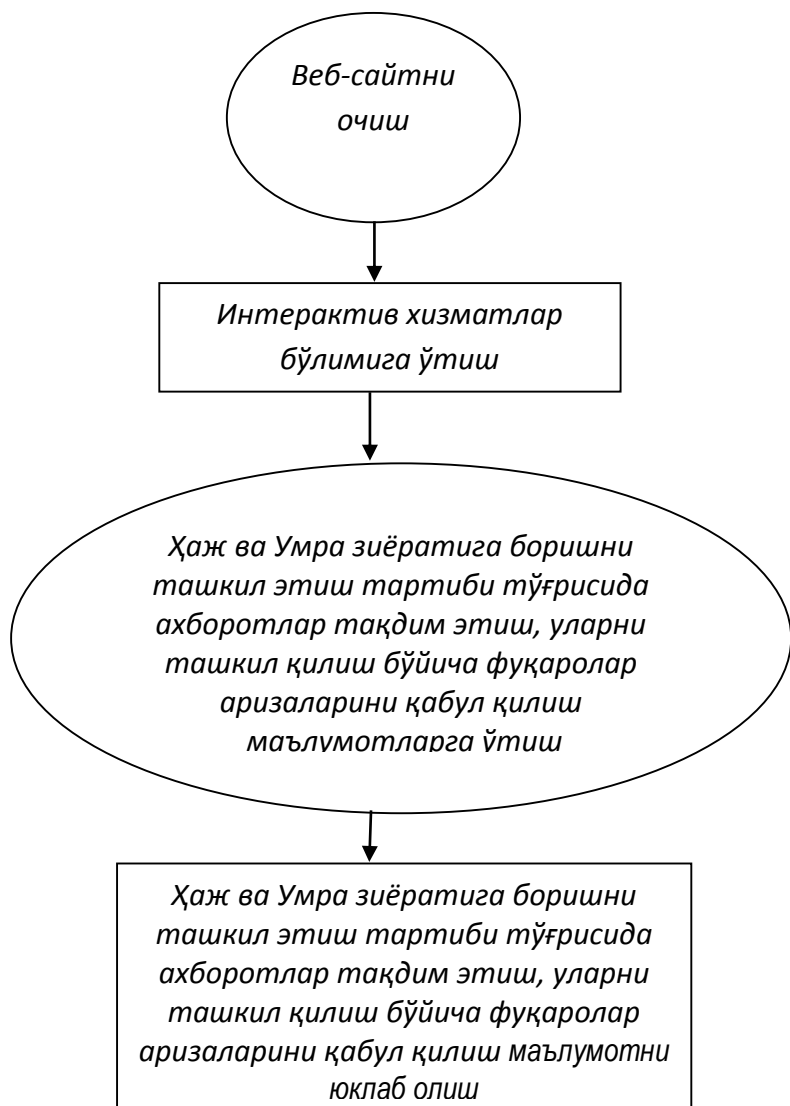 Веб-сайтни
очиш
Интерактив хизматлар
бўлимига ўтиш
Ҳаж ва Умра зиёратига боришни
ташкил этиш тартиби тўғрисида
ахборотлар тақдим этиш, уларни
ташкил қилиш бўйича фуқаролар
аризаларини қабул қилиш
маълумотларга ўтиш
Ҳаж ва Умра зиёратига боришни
ташкил этиш тартиби тўғрисида
ахборотлар тақдим этиш, уларни
ташкил қилиш бўйича фуқаролар
аризаларини қабул қилиш маълумотни
юклаб олиш